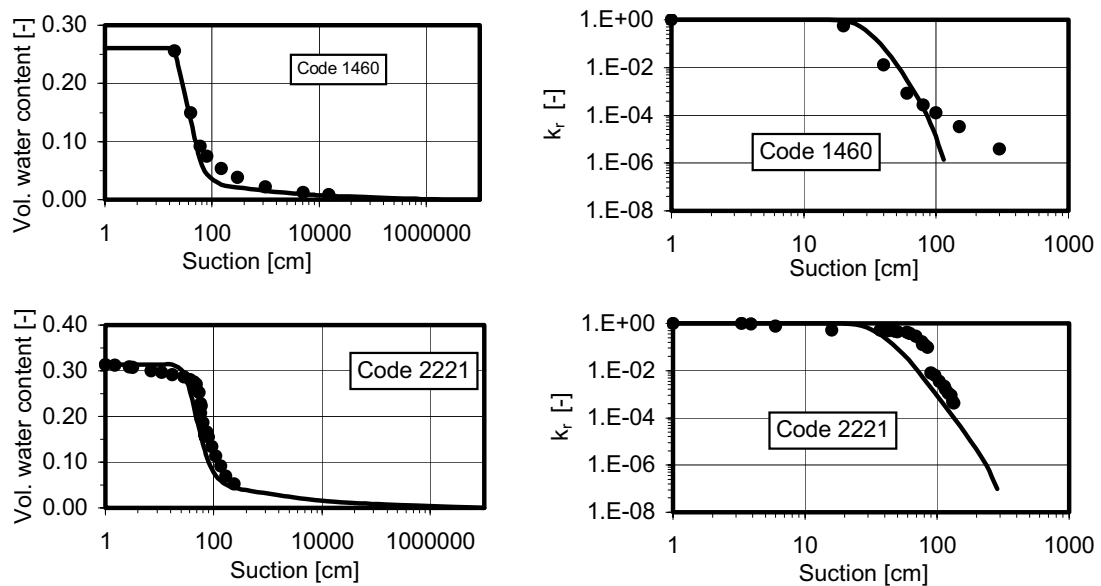 Vol. water content [-]
0.30
0.20
0.10
0.00
Code 1460
1 100 10000 1000000
Suction [cm]
k_r [-]
1.E+00
1.E-02
1.E-04
1.E-06
1.E-08
Code 1460
1 10 100 1000
Suction [cm]
Vol. water content [-]
0.40
0.30
0.20
0.10
0.00
Code 2221
1 100 10000 1000000
Suction [cm]
k_r [-]
1.E+00
1.E-02
1.E-04
1.E-06
1.E-08
Code 2221
1 10 100 1000
Suction [cm]